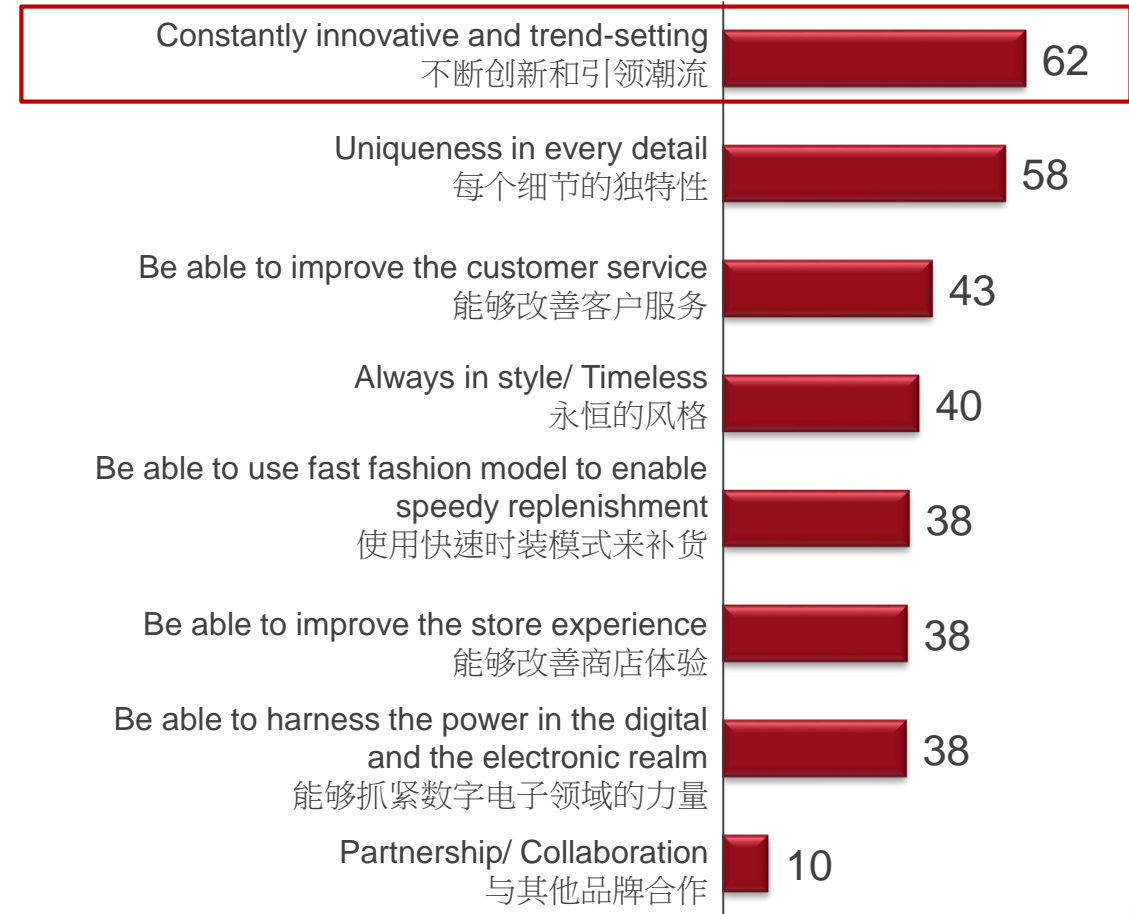 Constantly innovative and trend-setting
不断创新和引领潮流
62
Uniqueness in every detail
每个细节的独特性
58
Be able to improve the customer service
能够改善客户服务
43
Always in style/ Timeless
永恒的风格
40
Be able to use fast fashion model to enable
speedy replenishment
使用快速时装模式来补货
38
Be able to improve the store experience
能够改善商店体验
38
Be able to harness the power in the digital
and the electronic realm
能够抓紧数字电子领域的力量
38
Partnership/ Collaboration
与其他品牌合作
10